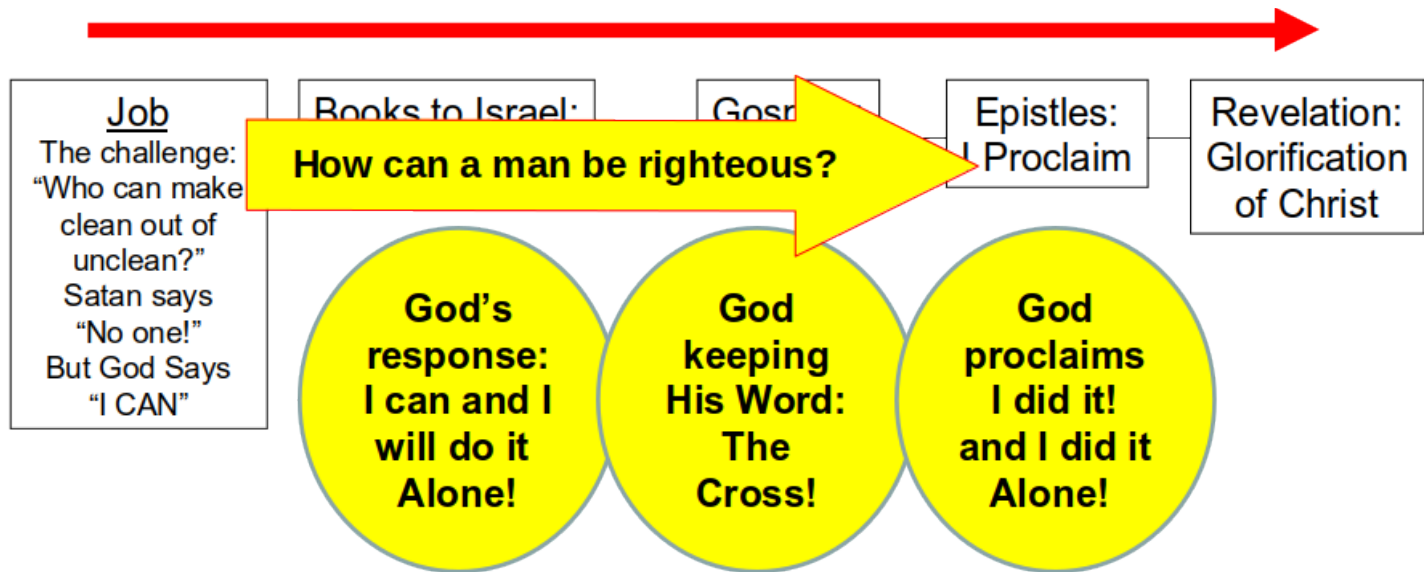 Job
The challenge:
“Who can make
clean out of
unclean?”
Satan says
“No one!”
But God Says
“I CAN”
Books to Israel:
How can a man be righteous?
Epistles:
I Proclaim
Revelation:
Glorification
of Christ
God’s
response:
I can and I
will do it
Alone!
God
keeping
His Word:
The
Cross!
God
proclaims
I did it!
and I did it
Alone!